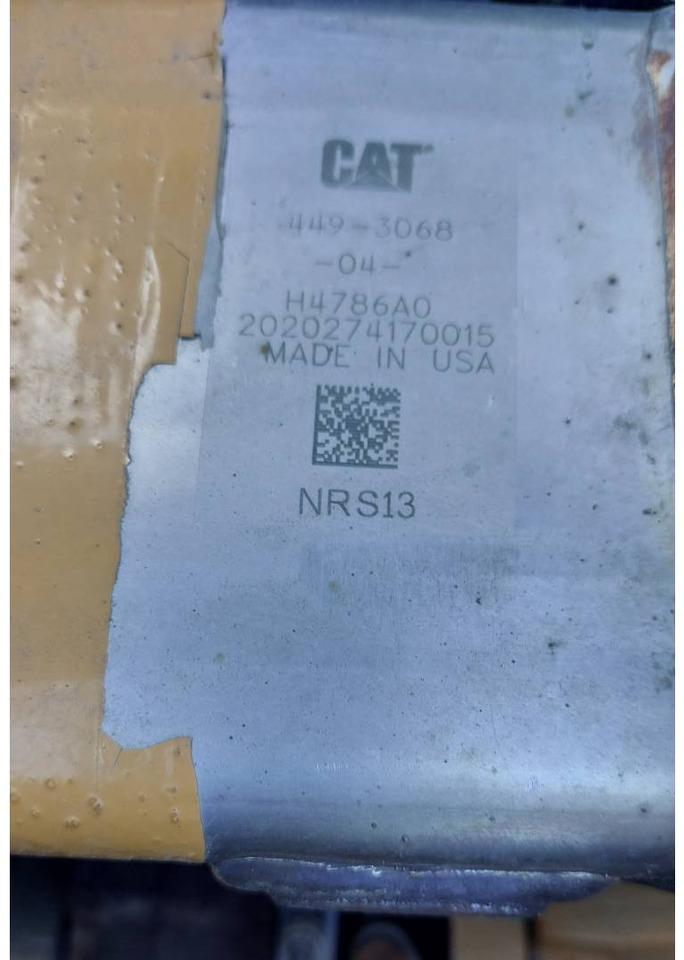 CAT
449-3068
-04-
H4786A0
2020274170015
MADE IN USA
NRS13